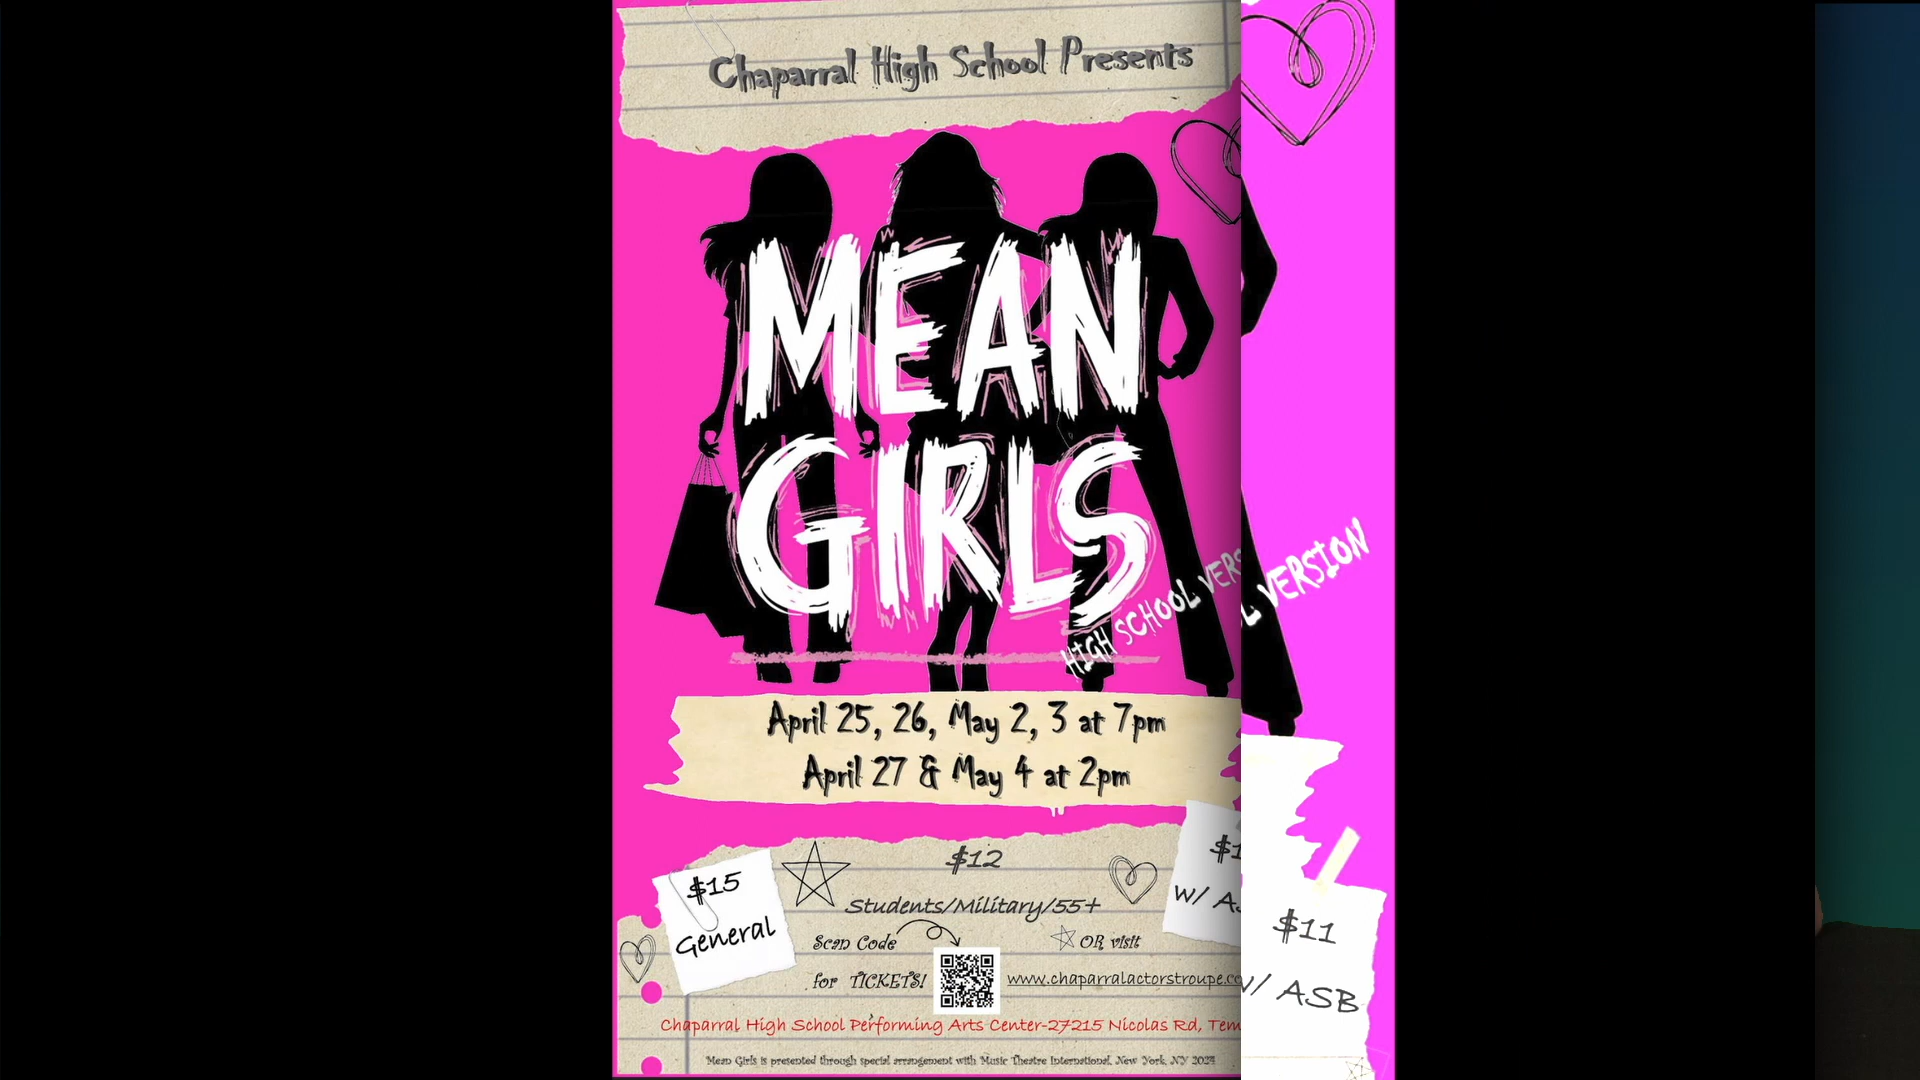 Chaparral High School Presents
MEAN
GIRLS
HIGH SCHOOL VERS
L VERSION
April 25, 26, May 2, 3 at 7pm
April 27 & May 4 at 2pm
$15
General
$12
Students/Military/55+
$1
W/ AS
$11
W/ ASB
Scan Code
for TICKETS!
OR visit
www.chaparralactorstroupe.co
Chaparral High School Performing Arts Center-27215 Nicolas Rd, Tem
Mean Girls is presented through special arrangement with Music Theatre International, New York, NY